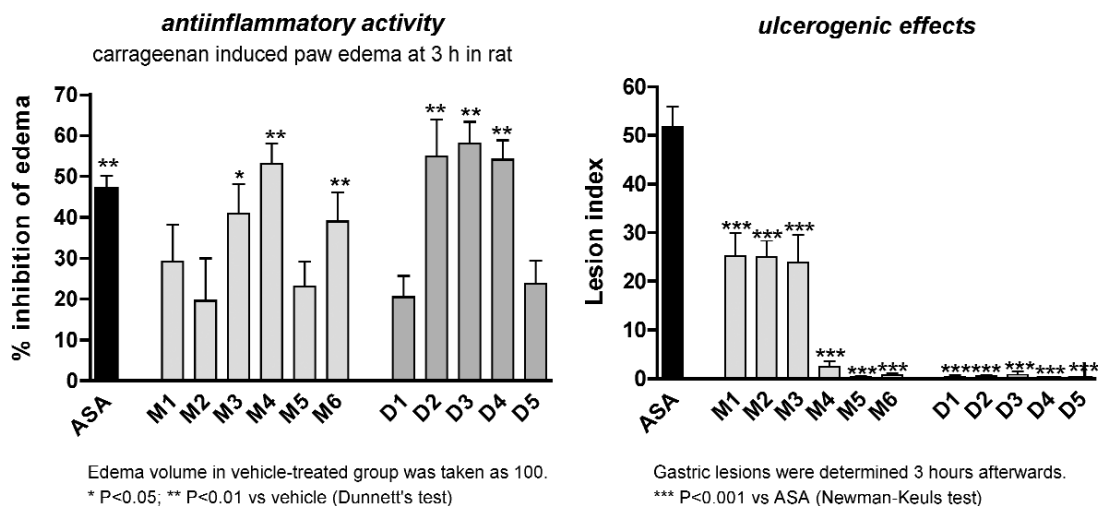 antiinflammatory activity
carrageenan induced paw edema at 3 h in rat
% inhibition of edema
70
60
50
40
30
20
10
0
**
*
**
**
**
**
**
ASA
M1
M2
M3
M4
M5
M6
D1
D2
D3
D4
D5
Edema volume in vehicle-treated group was taken as 100.
* P<0.05; ** P<0.01 vs vehicle (Dunnett's test)
ulcerogenic effects
Lesion index
60
50
40
30
20
10
0
***
***
***
***
***
***
***
***
***
***
***
ASA
M1
M2
M3
M4
M5
M6
D1
D2
D3
D4
D5
Gastric lesions were determined 3 hours afterwards.
*** P<0.001 vs ASA (Newman-Keuls test)